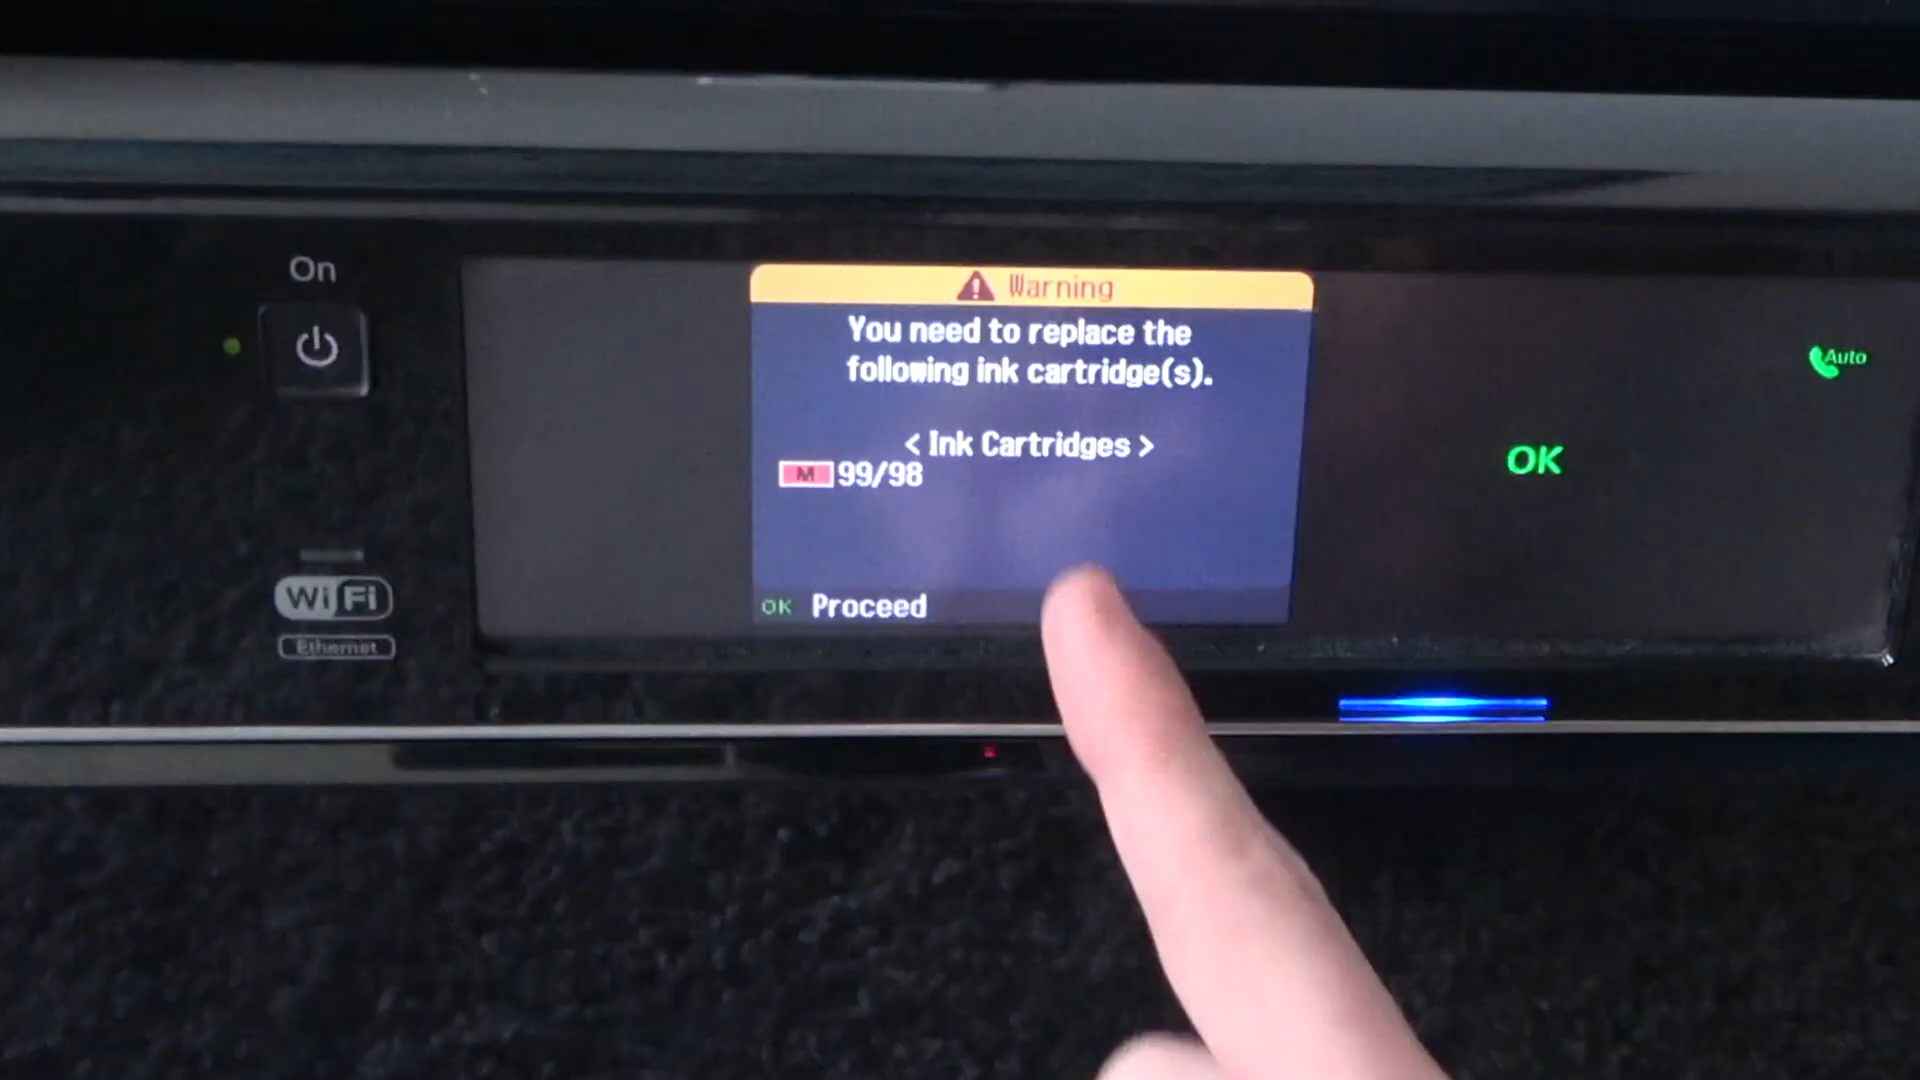 On
Warning
You need to replace the
following ink cartridge(s).
< Ink Cartridges >
M 99/98
OK Proceed
Auto
OK
WiFi
Ethernet